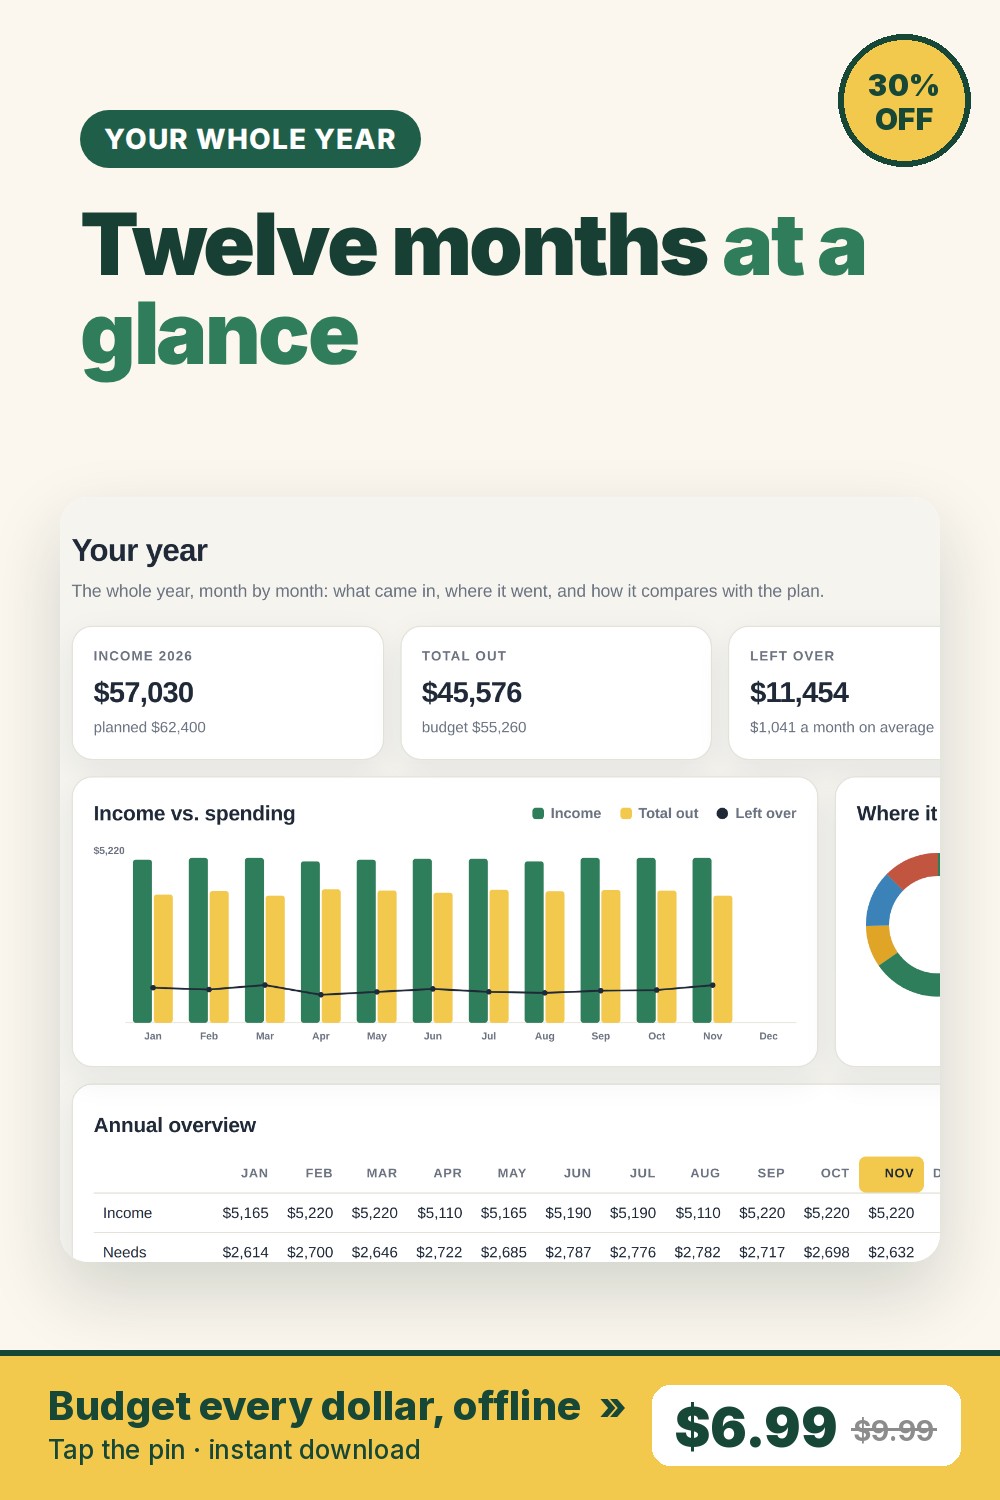 30%
OFF
YOUR WHOLE YEAR
Twelve months at a
glance
Your year
The whole year, month by month: what came in, where it went, and how it compares with the plan.
INCOME 2026
$57,030
planned $62,400
TOTAL OUT
$45,576
budget $55,260
LEFT OVER
$11,454
$1,041 a month on average
Income vs. spending
Income Total out Left over
$5,220
Jan Feb Mar Apr May Jun Jul Aug Sep Oct Nov Dec
Where it
Annual overview
JAN FEB MAR APR MAY JUN JUL AUG SEP OCT NOV D
Income $5,165 $5,220 $5,220 $5,110 $5,165 $5,190 $5,190 $5,110 $5,220 $5,220 $5,220
Needs $2,614 $2,700 $2,646 $2,722 $2,685 $2,787 $2,776 $2,782 $2,717 $2,698 $2,632
Budget every dollar, offline »
Tap the pin · instant download
$6.99 $9.99